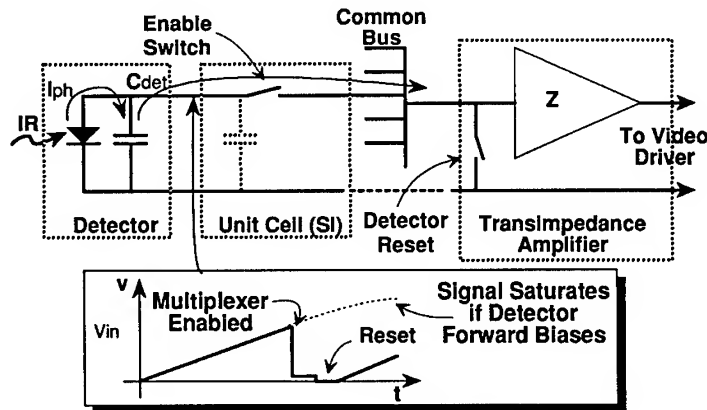 Enable
Switch
Common
Bus
Iph
Cdet
IR
Z
To Video
Driver
Detector
Unit Cell (SI)
Detector
Reset
Transimpedance
Amplifier
V
Vin
Multiplexer
Enabled
Signal Saturates
if Detector
Forward Biases
Reset
t